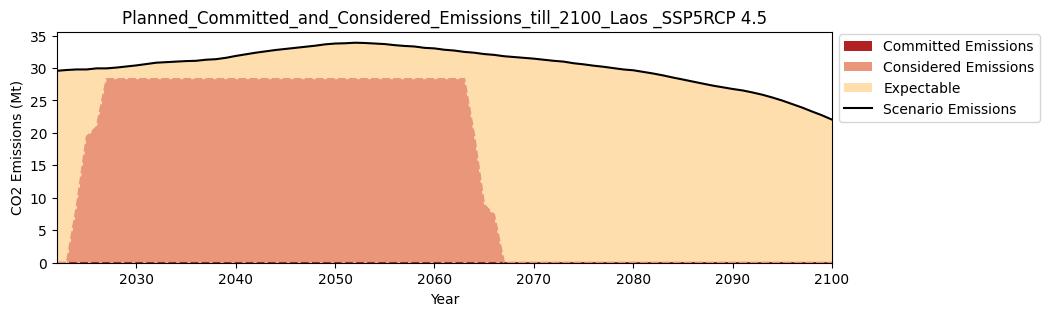 Planned_Committed_and_Considered_Emissions_till_2100_Laos _SSP5RCP 4.5
CO2 Emissions (Mt)
35
30
25
20
15
10
5
0
2030
2040
2050
2060
2070
2080
2090
2100
Year
Committed Emissions
Considered Emissions
Expectable
Scenario Emissions